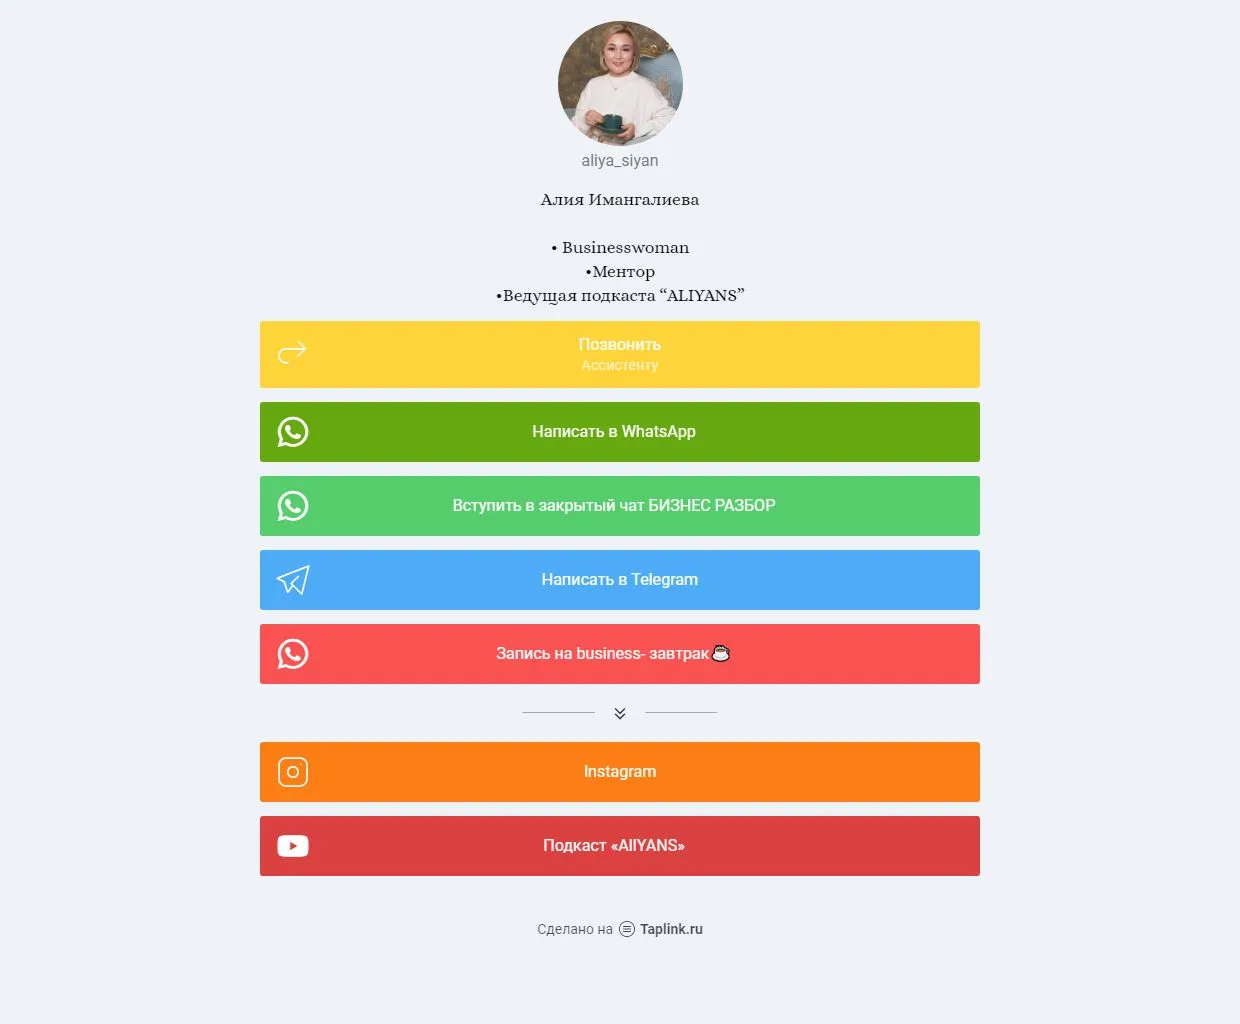 aliya_siyan
Алия Имангалиева
• Businesswoman
•Ментор
•Ведущая подкаста “ALIYANS”
Позвонить
Ассистенту
Написать в WhatsApp
Вступить в закрытый чат БИЗНЕС РАЗБОР
Написать в Telegram
Запись на business- завтрак☕
Instagram
Подкаст «AllYANS»
Сделано на Taplink.ru